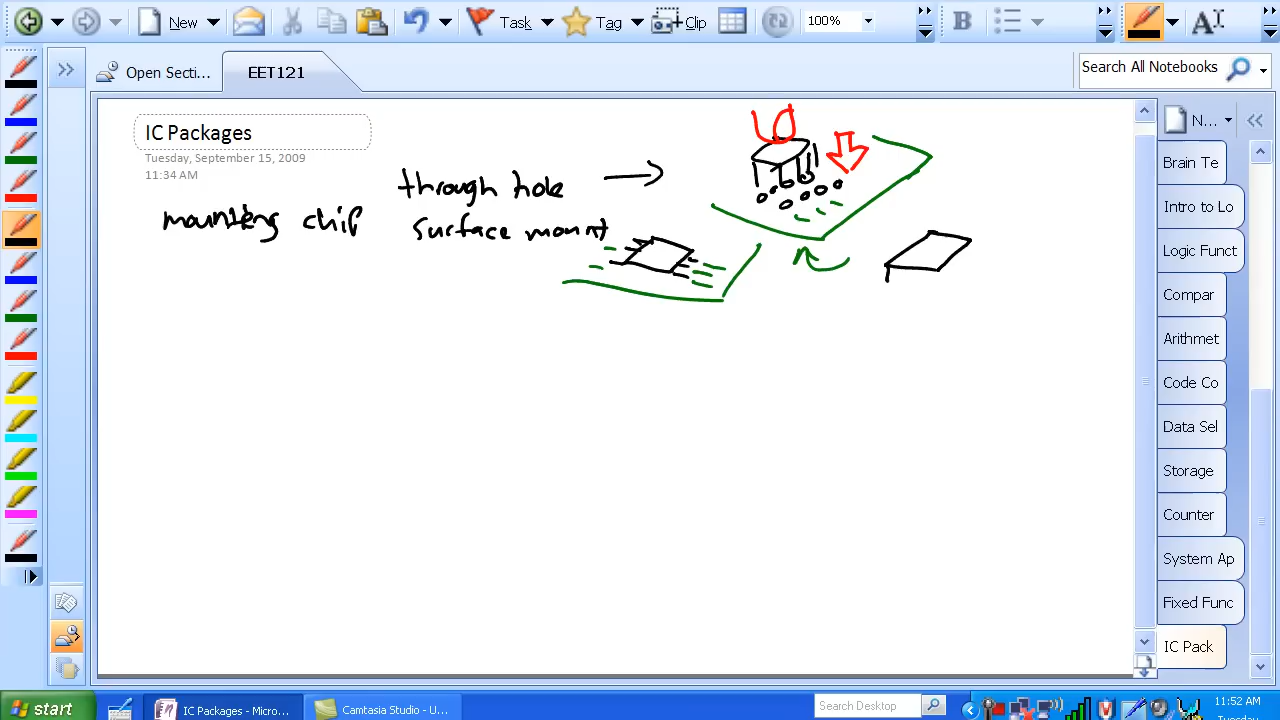 New
Task
Tag
Clip
100%
B
A
Open Secti...
EET121
Search All Notebooks
IC Packages
Tuesday, September 15, 2009
11:34 AM
through hole
mounting chip
surface mount
N...
Brain Te
Intro to Lo
Logic Funct
Compar
Arithmet
Code Co
Data Sel
Storage
Counter
System Ap
Fixed Func
IC Pack
start
IC Packages - Micro...
Camtasia Studio - U...
Search Desktop
11:52 AM
Tuesday